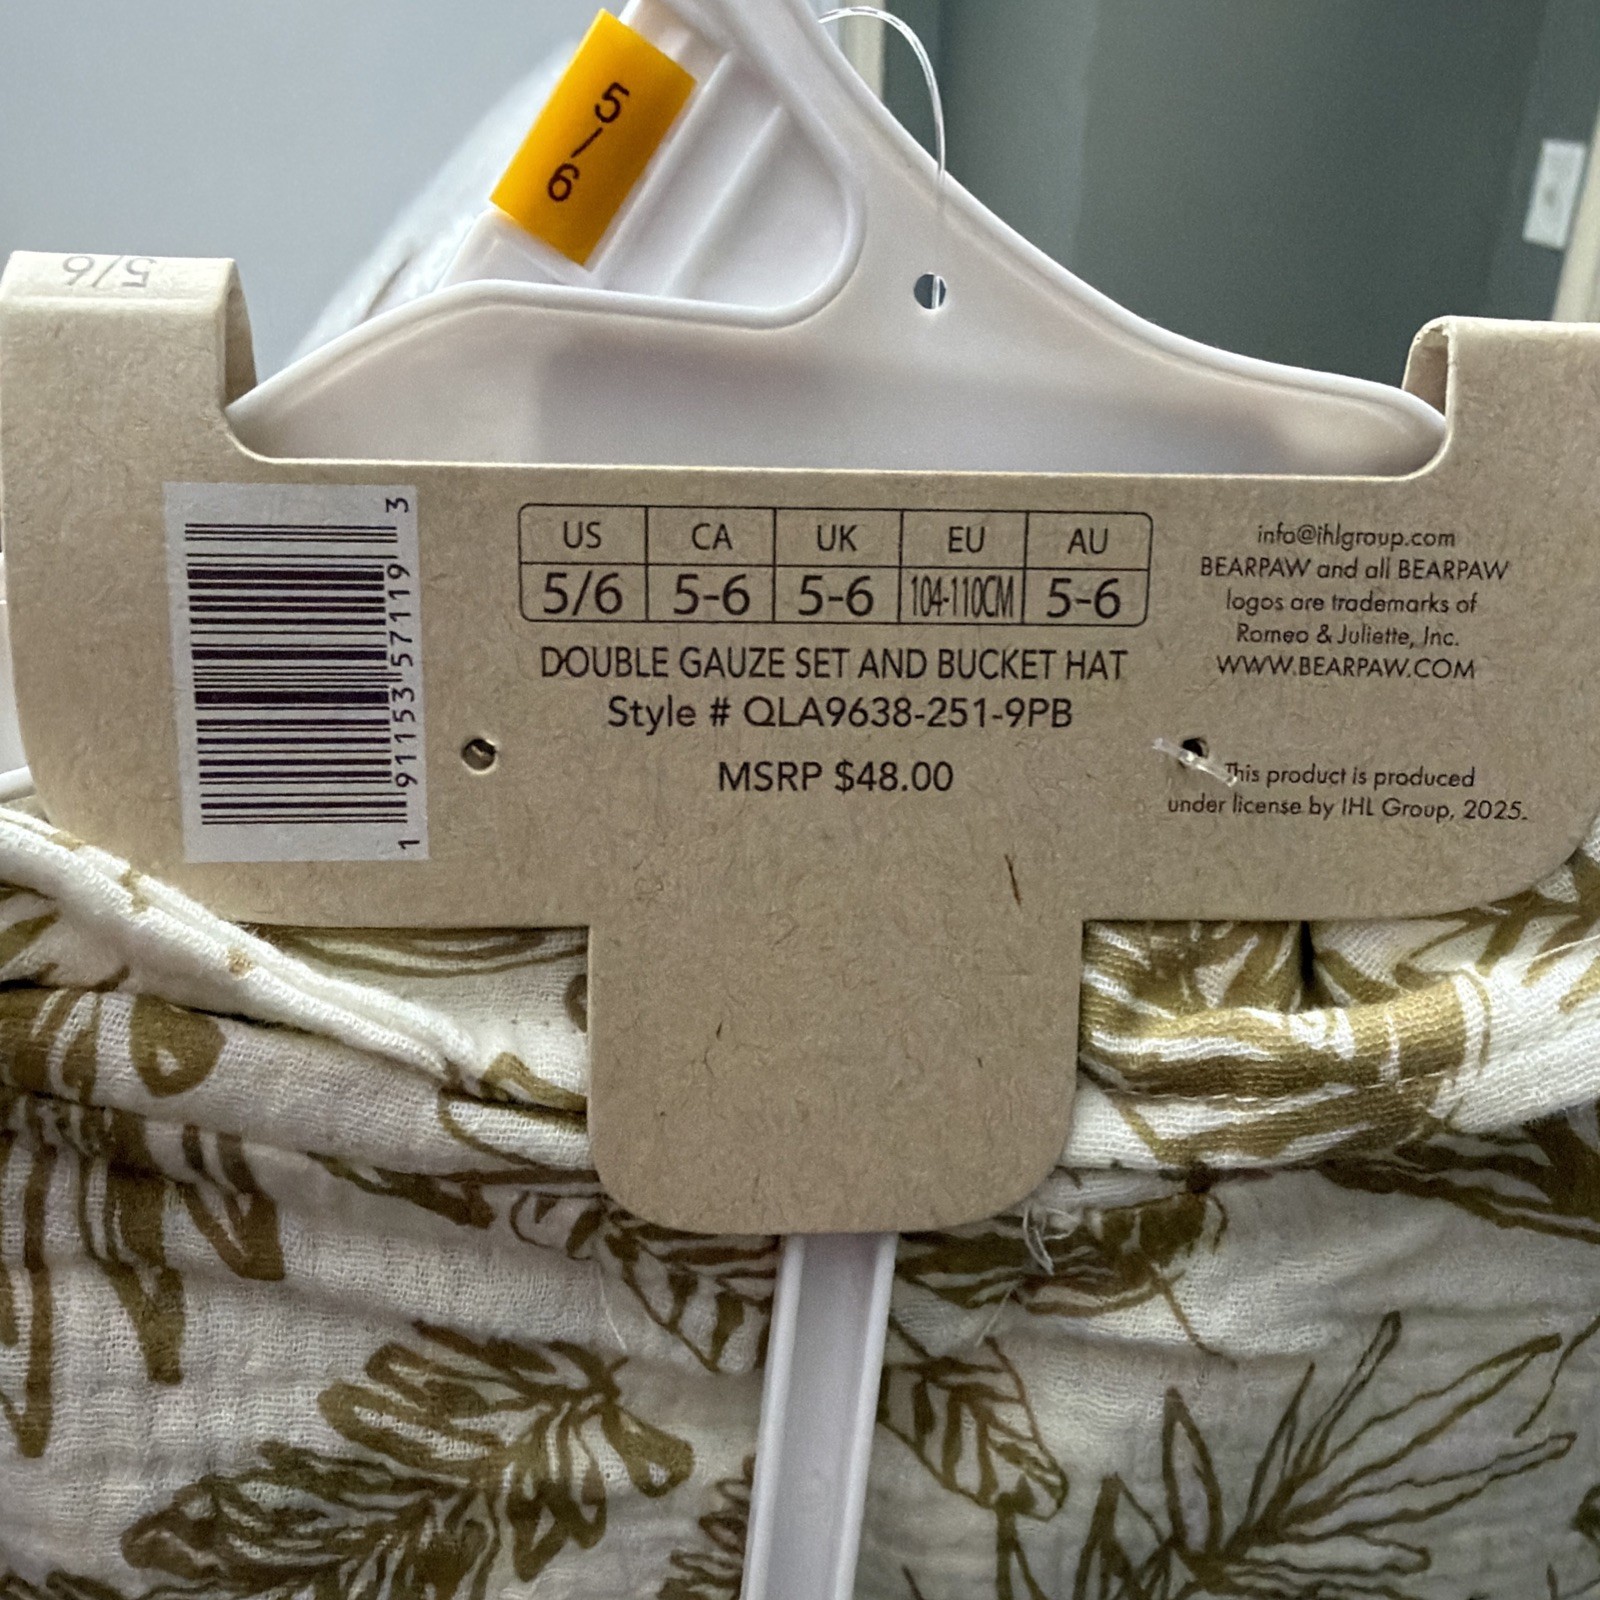 5/6
5/6
US CA UK EU AU
5/6 5-6 5-6 104-110CM 5-6
DOUBLE GAUZE SET AND BUCKET HAT
Style # QLA9638-251-9PB
MSRP $48.00
info@ihlgroup.com
BEARPAW and all BEARPAW
logos are trademarks of
Romeo & Juliette, Inc.
WWW.BEARPAW.COM
This product is produced
under license by IHL Group, 2025.
1 91153 57119 3